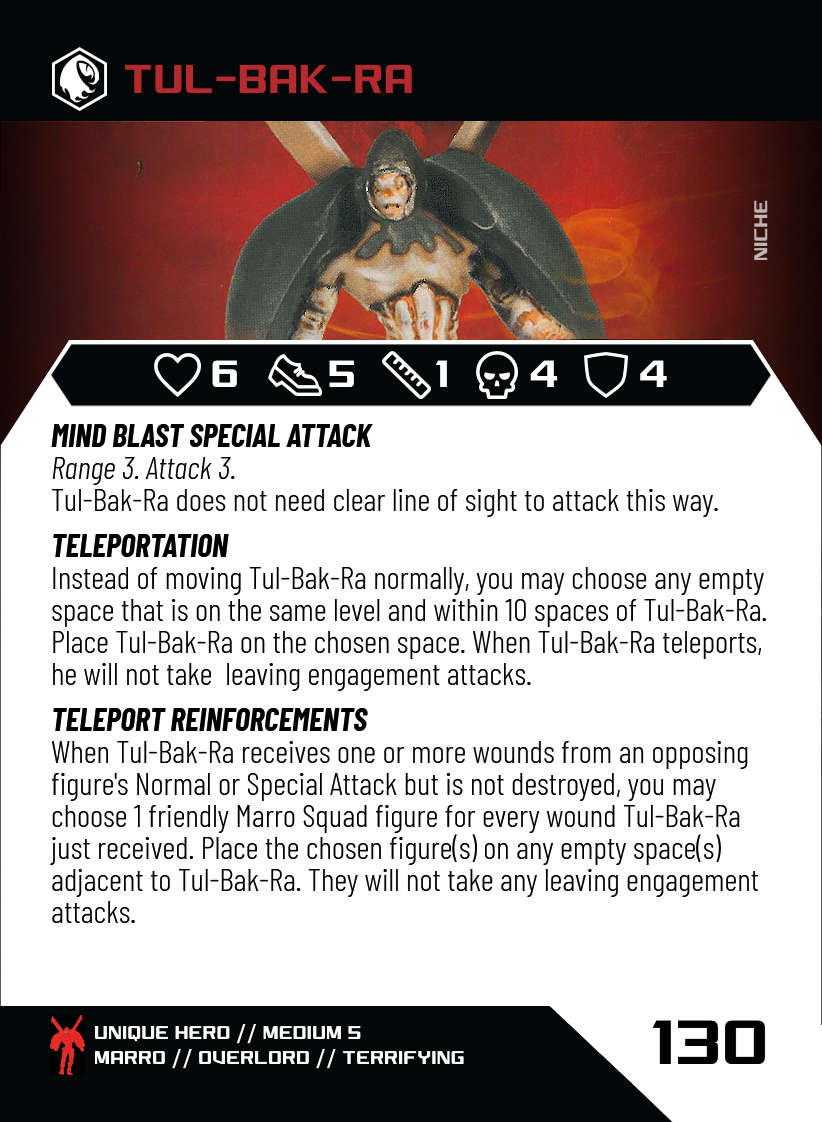 TUL-BAK-RA
NICHE
6 5 1 4 4
MIND BLAST SPECIAL ATTACK
Range 3. Attack 3.
Tul-Bak-Ra does not need clear line of sight to attack this way.
TELEPORTATION
Instead of moving Tul-Bak-Ra normally, you may choose any empty
space that is on the same level and within 10 spaces of Tul-Bak-Ra.
Place Tul-Bak-Ra on the chosen space. When Tul-Bak-Ra teleports,
he will not take  leaving engagement attacks.
TELEPORT REINFORCEMENTS
When Tul-Bak-Ra receives one or more wounds from an opposing
figure's Normal or Special Attack but is not destroyed, you may
choose 1 friendly Marro Squad figure for every wound Tul-Bak-Ra
just received. Place the chosen figure(s) on any empty space(s)
adjacent to Tul-Bak-Ra. They will not take any leaving engagement
attacks.
UNIQUE HERO // MEDIUM 5
MARRO // OVERLORD // TERRIFYING
130